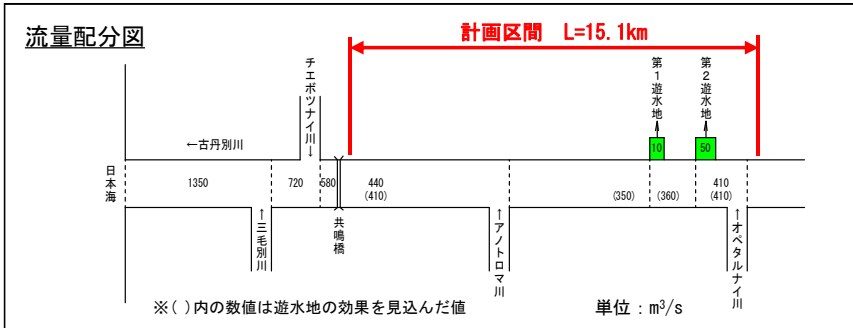 流量配分図
計画区間　L=15.1km
チエボツナイ川→
第1遊水地
第2遊水地
←古丹別川
10
50
日本海
1350
720
580
440
(410)
(350)
(360)
410
(410)
←三毛別川
共鳴橋
←アノトロマ川
←オペタルナイ川
※( )内の数値は遊水地の効果を見込んだ値
単位：m³/s